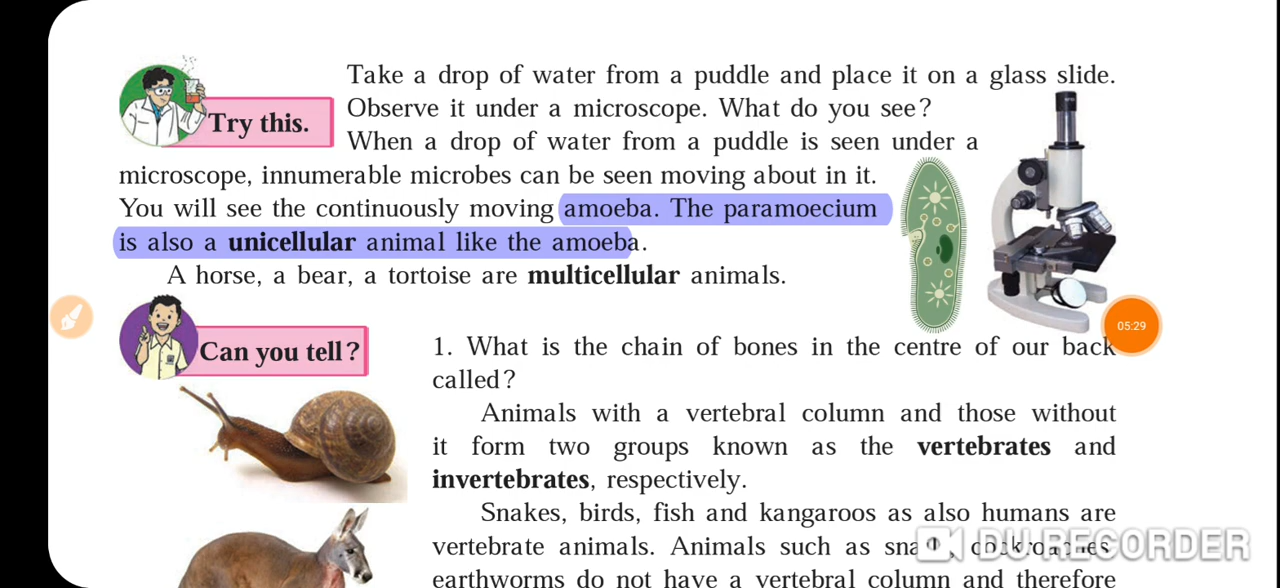 Take a drop of water from a puddle and place it on a glass slide.
Try this.
Observe it under a microscope. What do you see?
When a drop of water from a puddle is seen under a
microscope, innumerable microbes can be seen moving about in it.
You will see the continuously moving amoeba. The paramoecium
is also a unicellular animal like the amoeba.
A horse, a bear, a tortoise are multicellular animals.
05:29
Can you tell?
1. What is the chain of bones in the centre of our back
called?
Animals with a vertebral column and those without
it form two groups known as the vertebrates and
invertebrates, respectively.
Snakes, birds, fish and kangaroos as also humans are
vertebrate animals. Animals such as
DU RECORDER
earthworms do not have a vertebral column and therefore